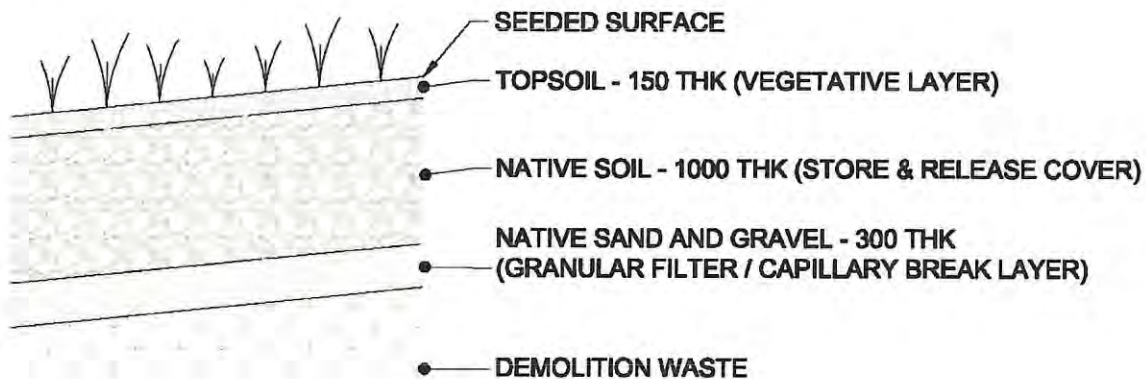 SEEDED SURFACE
TOPSOIL - 150 THK (VEGETATIVE LAYER)
NATIVE SOIL - 1000 THK (STORE & RELEASE COVER)
NATIVE SAND AND GRAVEL - 300 THK
(GRANULAR FILTER / CAPILLARY BREAK LAYER)
DEMOLITION WASTE